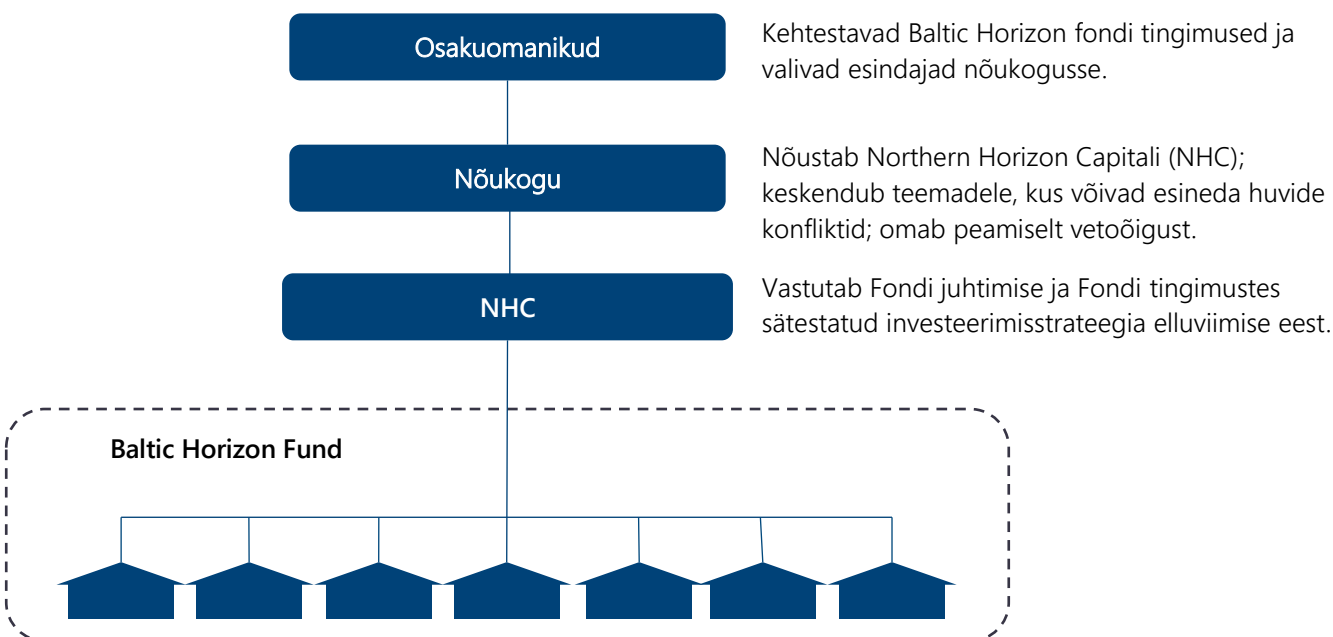 Osakuomanikud
Kehtestavad Baltic Horizon fondi tingimused ja
valivad esindajad nõukogusse.
Nõukogu
Nõustab Northern Horizon Capitali (NHC);
keskendub teemadele, kus võivad esineda huvide
konfliktid; omab peamiselt vetoõigust.
NHC
Vastutab Fondi juhtimise ja Fondi tingimustes
sätestatud investeerimisstrateegia elluviimise eest.
Baltic Horizon Fund